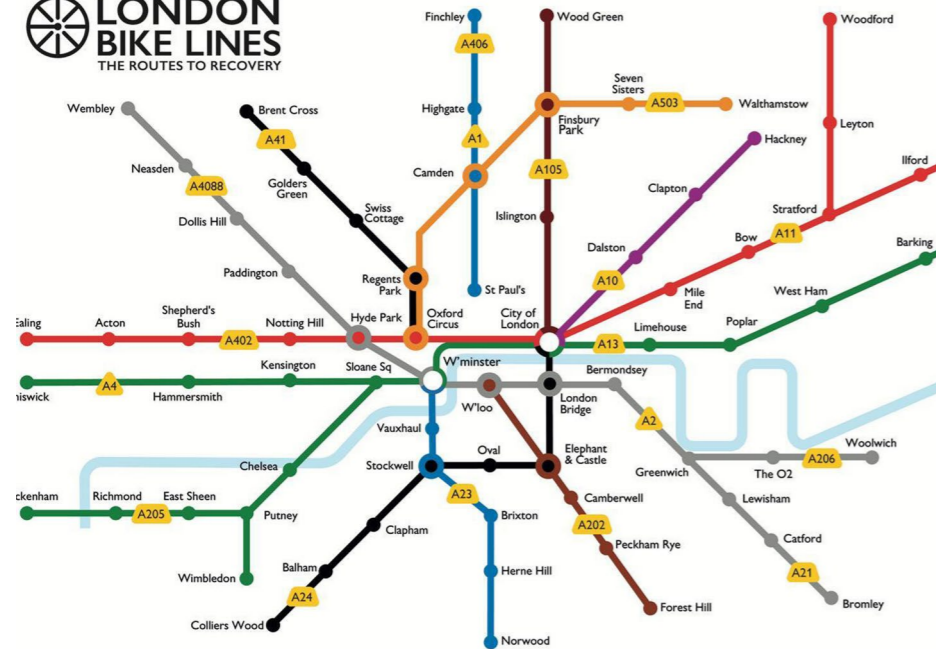 LONDON
BIKE LINES
THE ROUTES TO RECOVERY
Finchley
Wood Green
Woodford
A406
Seven
Sisters
A503
Walthamstow
Wembley
Brent Cross
Highgate
Finsbury
Park
Leyton
A41
A1
Hackney
Neasden
Golders
Green
Camden
A105
Ilford
A4088
Clapton
Dollis Hill
Swiss
Cottage
Islington
Stratford
A11
Bow
Barking
Dalston
Paddington
Regents
Park
St Paul's
A10
Mile
End
West Ham
Ealing
Acton
Shepherd's
Bush
A402
Notting Hill
Hyde Park
Oxford
Circus
City of
London
A13
Limehouse
Poplar
niswick
A4
Hammersmith
Kensington
Sloane Sq
W'minster
W'loo
London
Bridge
Bermondsey
A2
Vauxhaul
Chelsea
Stockwell
Oval
Elephant
& Castle
Greenwich
The O2
A206
Woolwich
ckenham
Richmond
A205
East Sheen
Putney
A23
Camberwell
Lewisham
Brixton
A202
Clapham
Peckham Rye
Catford
Wimbledon
Balham
Herne Hill
A21
A24
Forest Hill
Bromley
Colliers Wood
Norwood